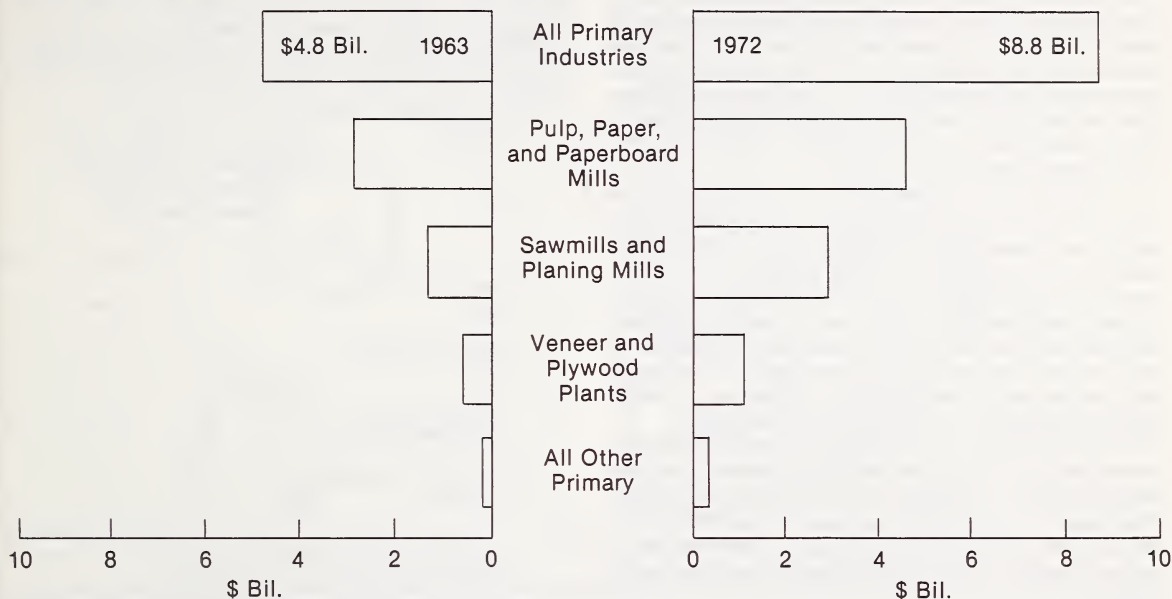 $4.8 Bil. 1963
All Primary
Industries
1972 $8.8 Bil.
Pulp, Paper,
and Paperboard
Mills
Sawmills and
Planing Mills
Veneer and
Plywood
Plants
All Other
Primary
10 8 6 4 2 0
$ Bil.
0 2 4 6 8 10
$ Bil.